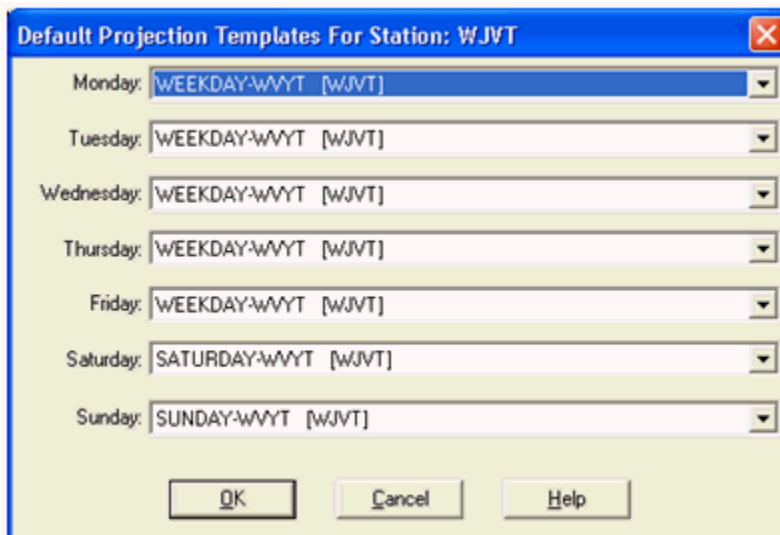 Default Projection Templates For Station: WJVT
Monday: WEEKDAY-WVYT [WJVT]
Tuesday: WEEKDAY-WVYT [WJVT]
Wednesday: WEEKDAY-WVYT [WJVT]
Thursday: WEEKDAY-WVYT [WJVT]
Friday: WEEKDAY-WVYT [WJVT]
Saturday: SATURDAY-WVYT [WJVT]
Sunday: SUNDAY-WVYT [WJVT]
OK Cancel Help